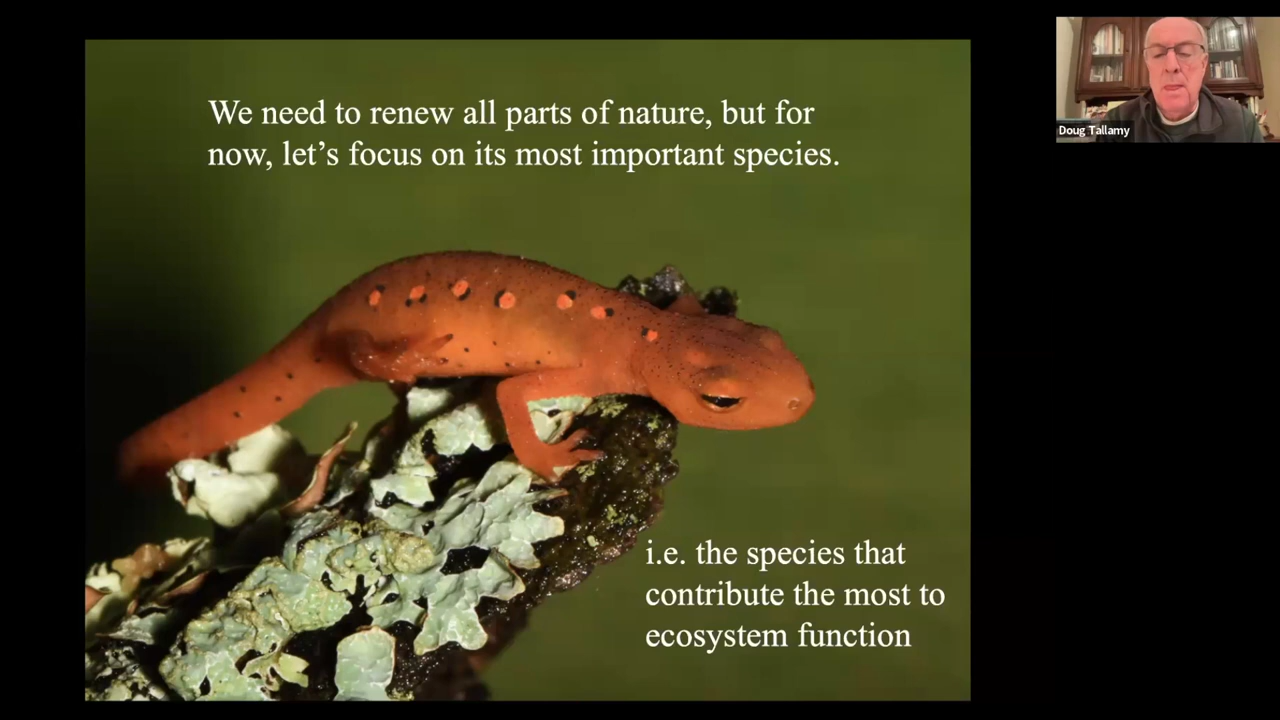 We need to renew all parts of nature, but for
now, let’s focus on its most important species.
Doug Tallamy
i.e. the species that
contribute the most to
ecosystem function